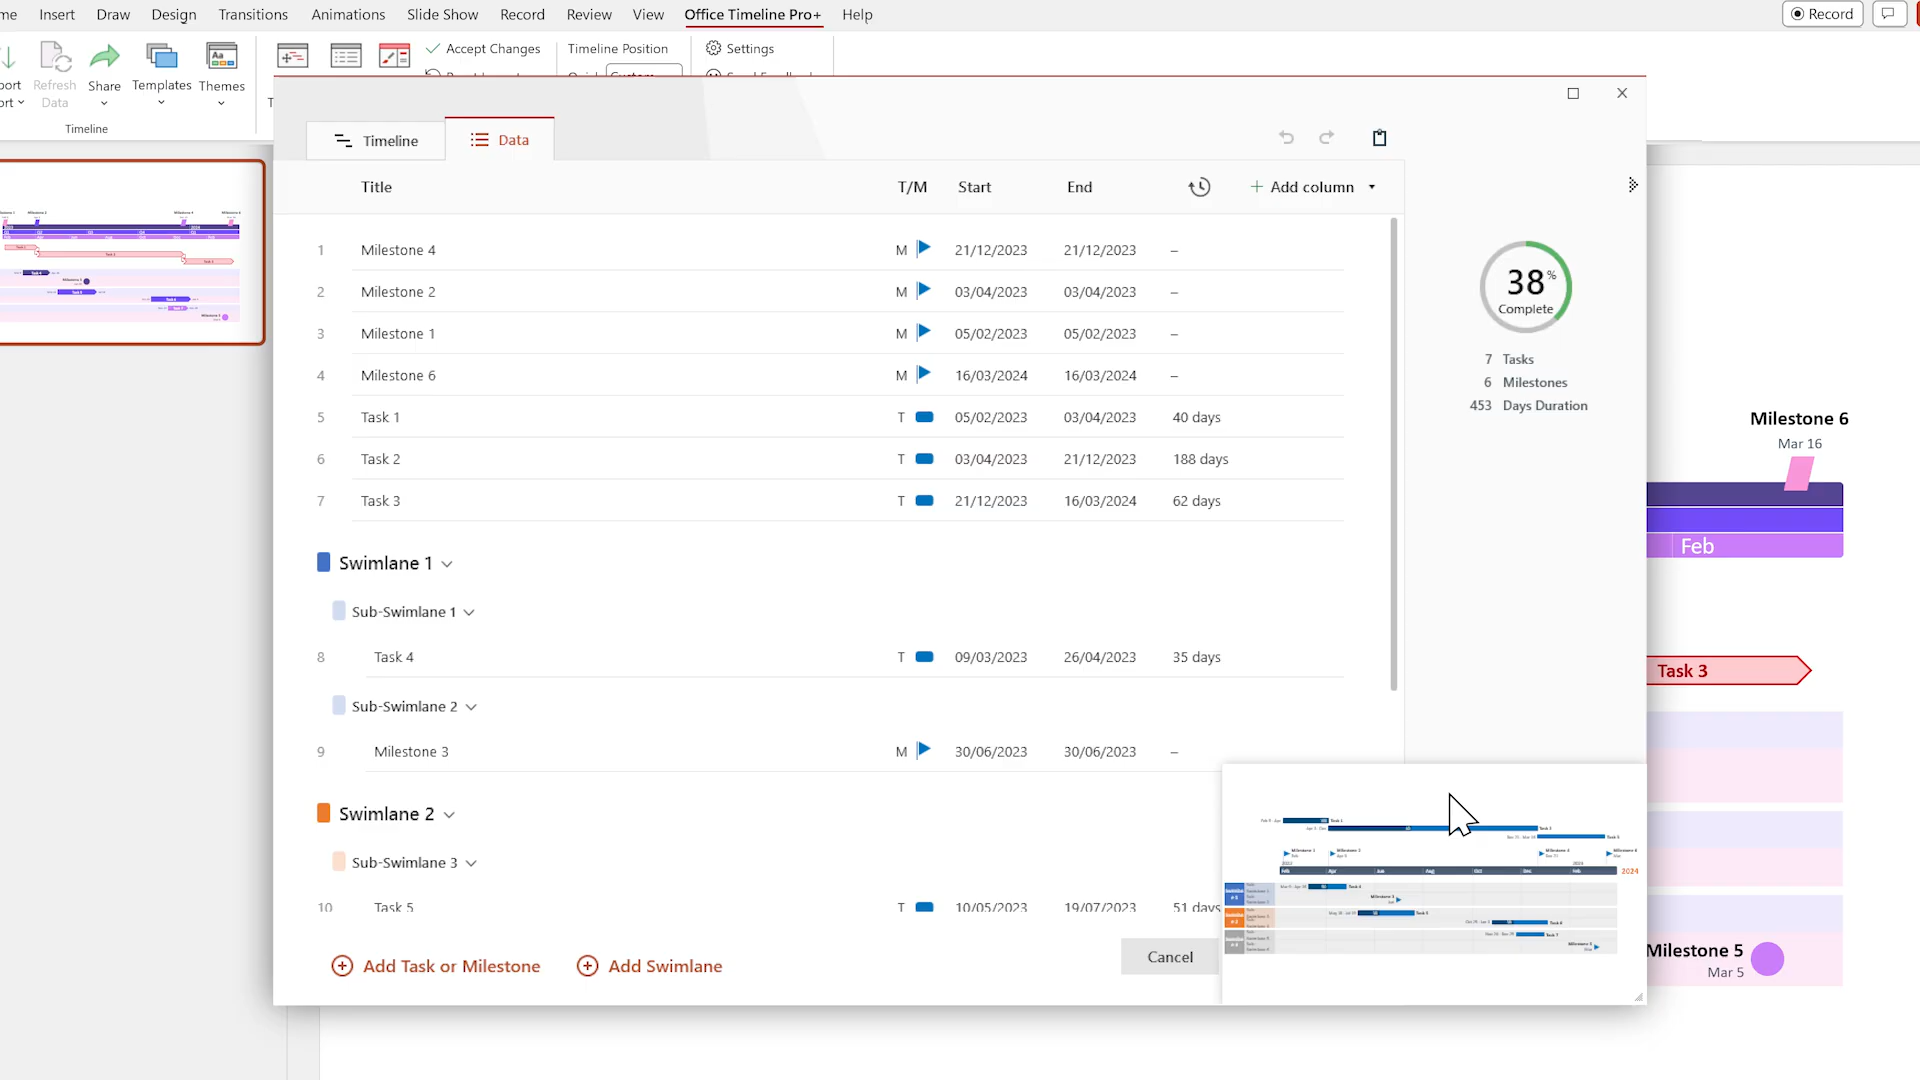 me Insert Draw Design Transitions Animations Slide Show Record Review View Office Timeline Pro+ Help Record
port Refresh Share Templates Themes Accept Changes Timeline Position Settings
ort Data
Timeline
Timeline Data
Title T/M Start End + Add column
1 Milestone 4 M 21/12/2023 21/12/2023 –
2 Milestone 2 M 03/04/2023 03/04/2023 –
3 Milestone 1 M 05/02/2023 05/02/2023 –
4 Milestone 6 M 16/03/2024 16/03/2024 –
5 Task 1 T 05/02/2023 03/04/2023 40 days
6 Task 2 T 03/04/2023 21/12/2023 188 days
7 Task 3 T 21/12/2023 16/03/2024 62 days
Swimlane 1
Sub-Swimlane 1
8 Task 4 T 09/03/2023 26/04/2023 35 days
Sub-Swimlane 2
9 Milestone 3 M 30/06/2023 30/06/2023 –
Swimlane 2
Sub-Swimlane 3
10 Task 5 T 10/05/2023 19/07/2023 51 days
Add Task or Milestone Add Swimlane Cancel
38%
Complete
7 Tasks
6 Milestones
453 Days Duration
Milestone 6
Mar 16
Feb
Task 3
Milestone 5
Mar 5
2024